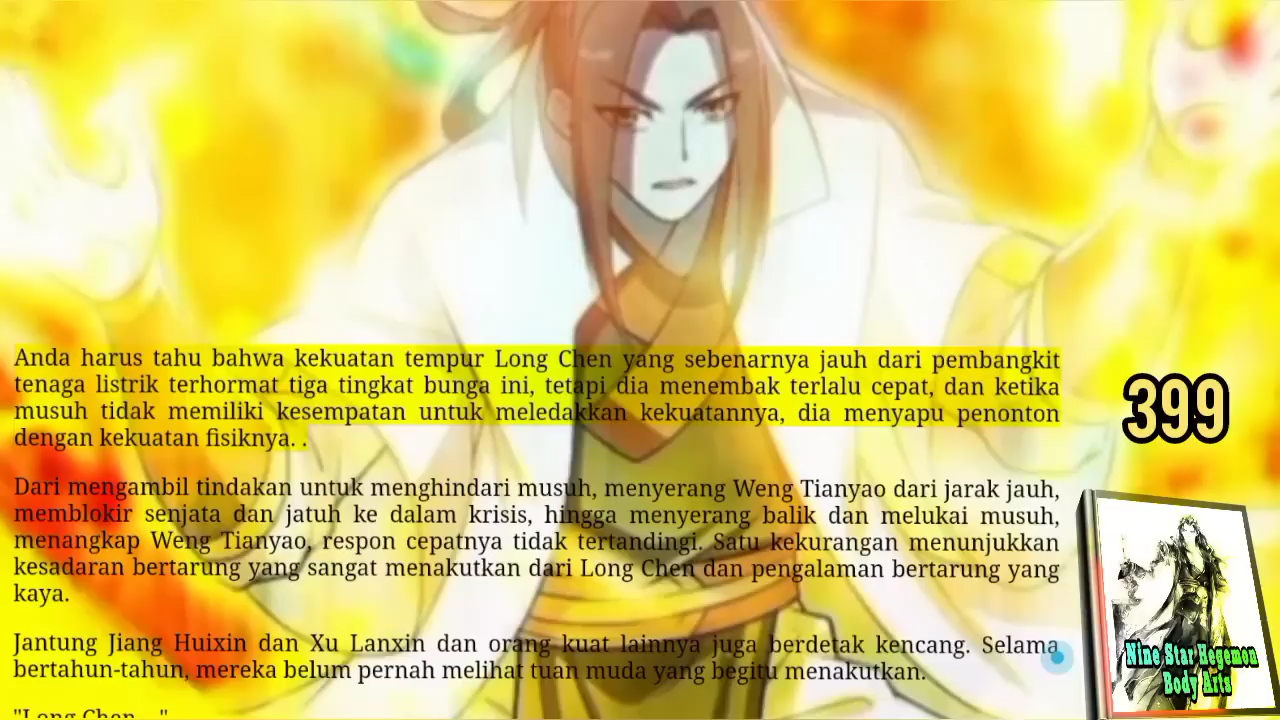 Anda harus tahu bahwa kekuatan tempur Long Chen yang sebenarnya jauh dari pembangkit
tenaga listrik terhormat tiga tingkat bunga ini, tetapi dia menembak terlalu cepat, dan ketika
musuh tidak memiliki kesempatan untuk meledakkan kekuatannya, dia menyapu penonton
dengan kekuatan fisiknya. .
Dari mengambil tindakan untuk menghindari musuh, menyerang Weng Tianyao dari jarak jauh,
memblokir senjata dan jatuh ke dalam krisis, hingga menyerang balik dan melukai musuh,
menangkap Weng Tianyao, respon cepatnya tidak tertandingi. Satu kekurangan menunjukkan
kesadaran bertarung yang sangat menakutkan dari Long Chen dan pengalaman bertarung yang
kaya.
Jantung Jiang Huixin dan Xu Lanxin dan orang kuat lainnya juga berdetak kencang. Selama
bertahun-tahun, mereka belum pernah melihat tuan muda yang begitu menakutkan.
"Long Chen..."
399
Nine Star Hegemon
Body Arts